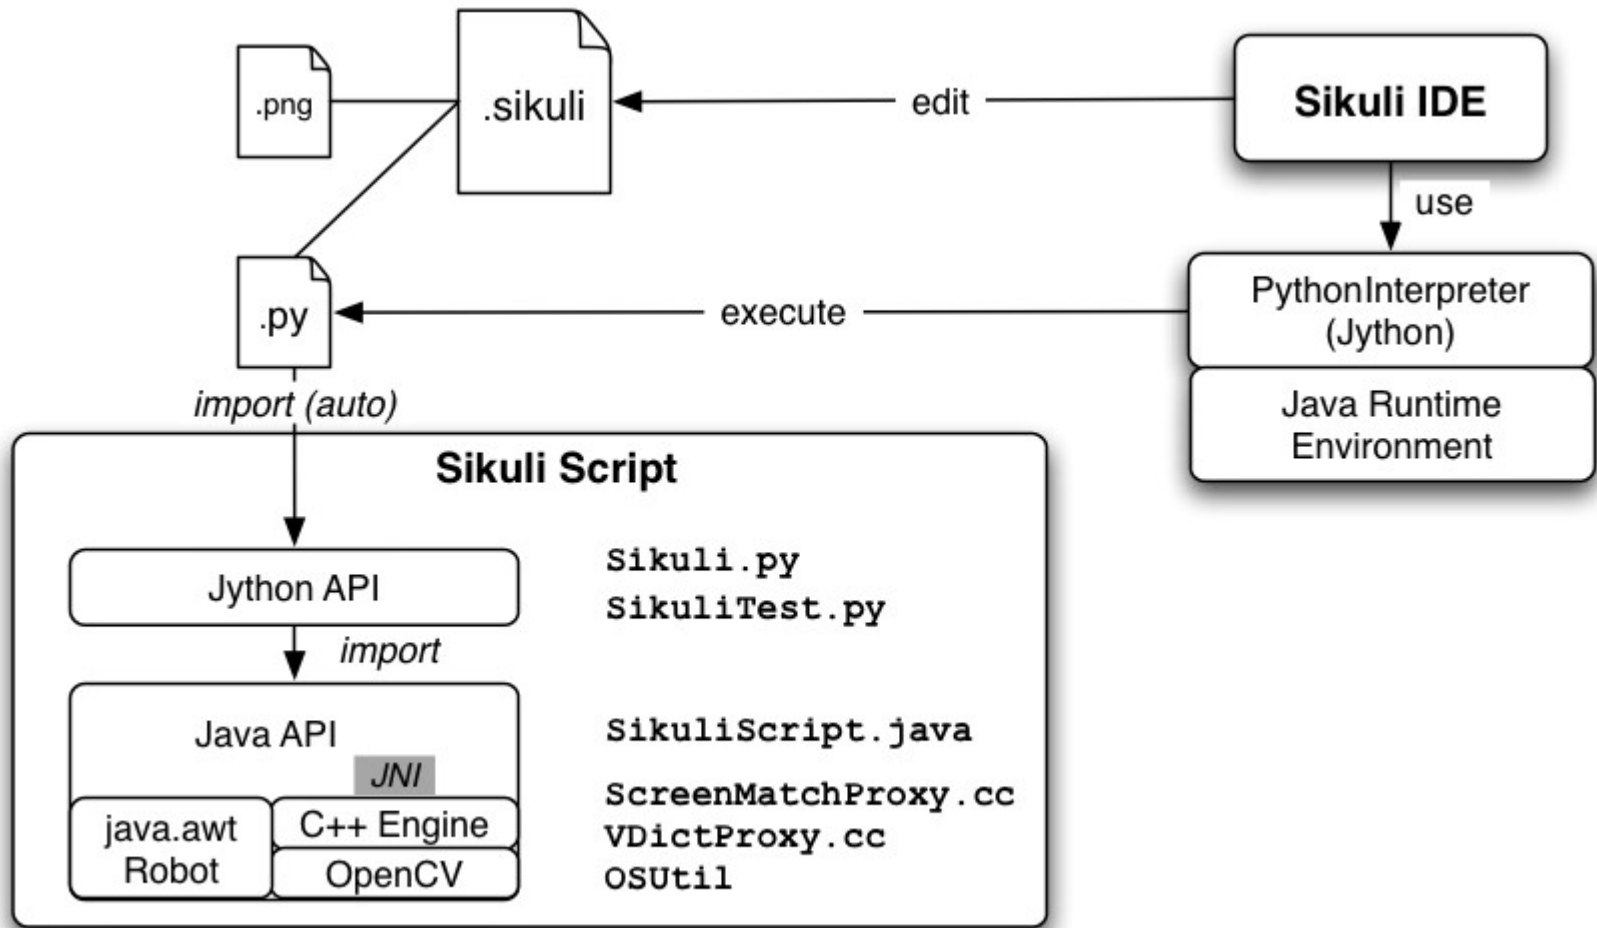 .png
.sikuli
edit
Sikuli IDE
use
.py
execute
PythonInterpreter
(Jython)
Java Runtime
Environment
import (auto)
Sikuli Script
Jython API
Sikuli.py
SikuliTest.py
import
Java API
SikuliScript.java
JNI
java.awt
Robot
C++ Engine
OpenCV
ScreenMatchProxy.cc
VDictProxy.cc
OSUtil